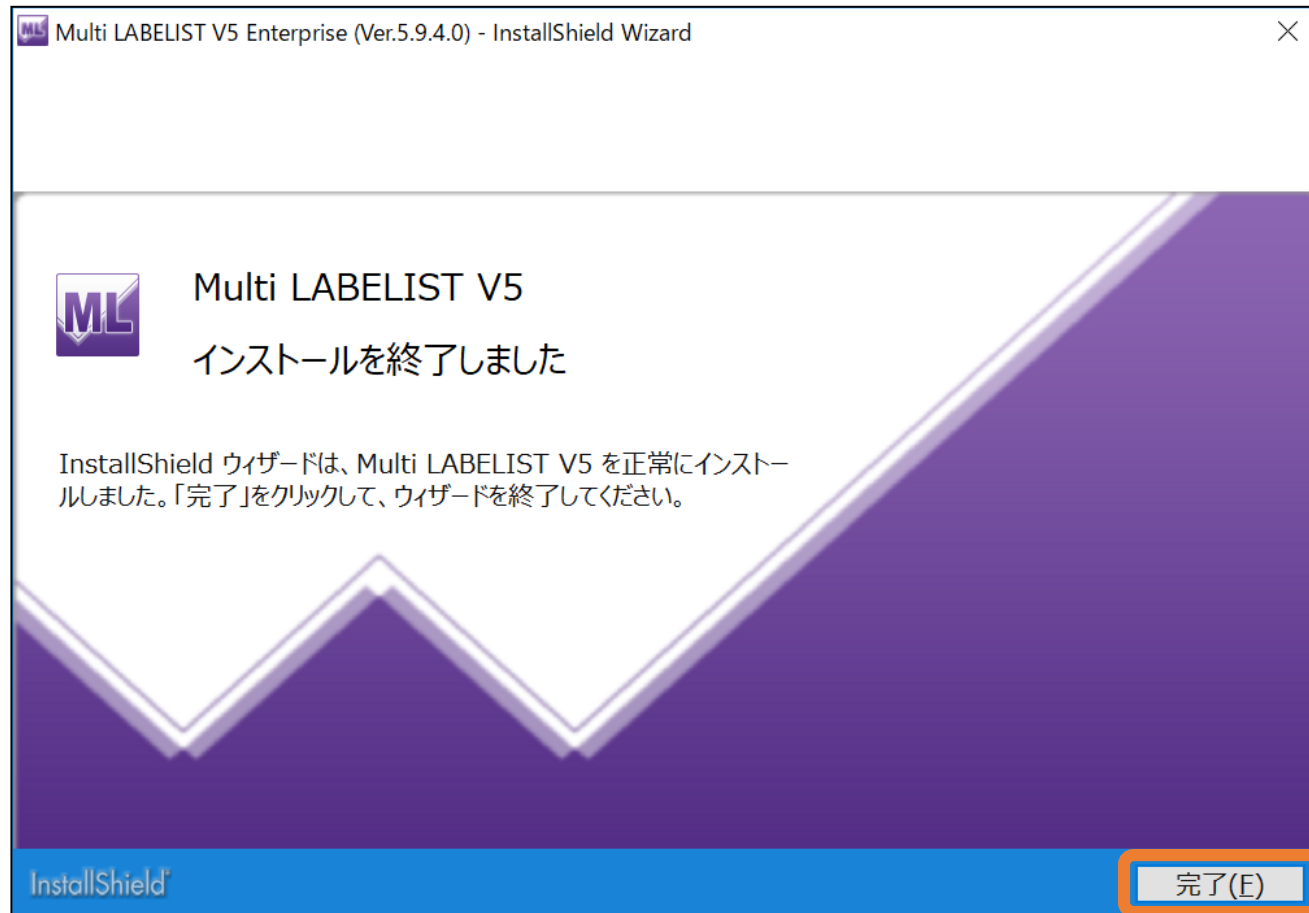 Multi LABELIST V5 Enterprise (Ver.5.9.4.0) - InstallShield Wizard
ML
Multi LABELIST V5
インストールを終了しました
InstallShield ウィザードは、Multi LABELIST V5 を正常にインストー
ルしました。「完了」をクリックして、ウィザードを終了してください。
InstallShield
完了(F)